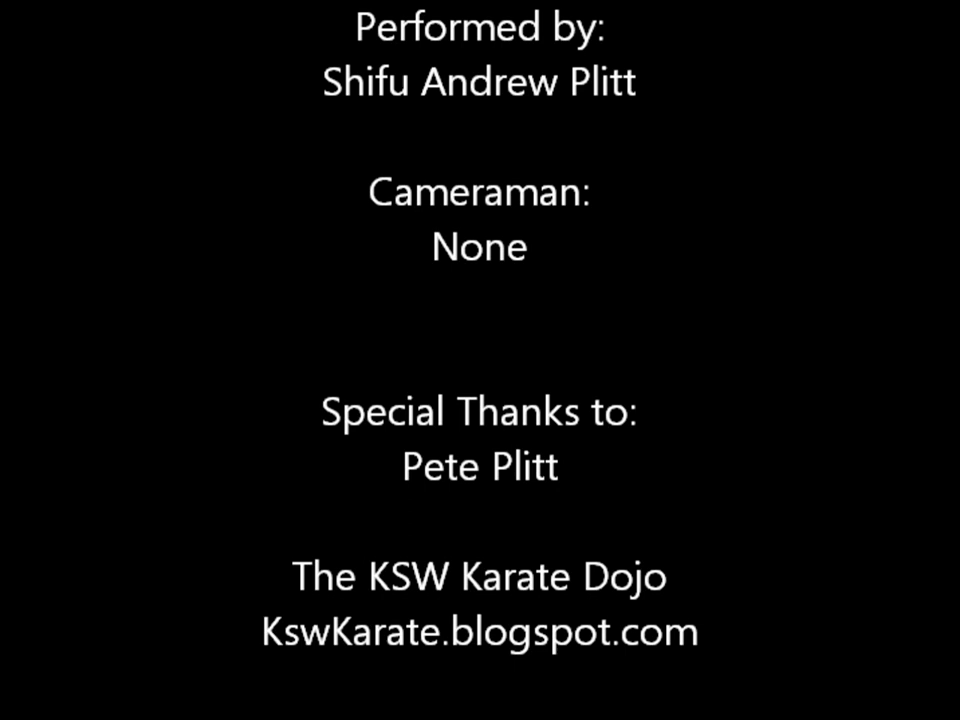 Performed by:
Shifu Andrew Plitt
Cameraman:
None
Special Thanks to:
Pete Plitt
The KSW Karate Dojo
KswKarate.blogspot.com